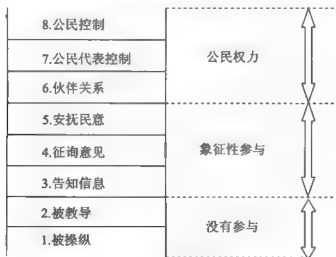 8.公民控制
7.公民代表控制
公民权力
6.伙伴关系
5.安抚民意
4.征询意见
象征性参与
3.告知信息
2.被教导
没有参与
1.被操纵